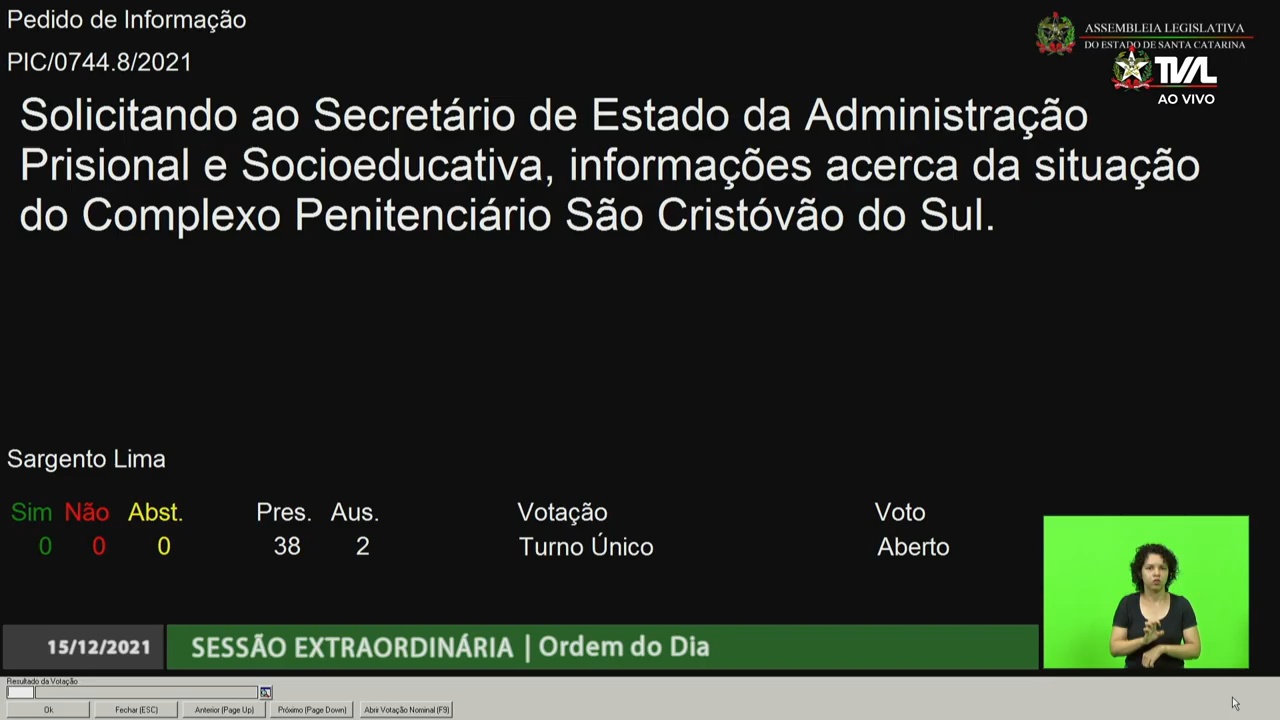 Pedido de Informação
PIC/0744.8/2021
ASSEMBLEIA LEGISLATIVA
DO ESTADO DE SANTA CATARINA
TVAL
AO VIVO
Solicitando ao Secretário de Estado da Administração
Prisional e Socioeducativa, informações acerca da situação
do Complexo Penitenciário São Cristóvão do Sul.
Sargento Lima
Sim Não Abst. Pres. Aus. Votação Voto
0 0 0 38 2 Turno Único Aberto
15/12/2021 SESSÃO EXTRAORDINÁRIA | Ordem do Dia
Resultado da Votação
Ok Fechar (ESC) Anterior (Page Up) Próximo (Page Down) Abrir Votação Nominal (F9)